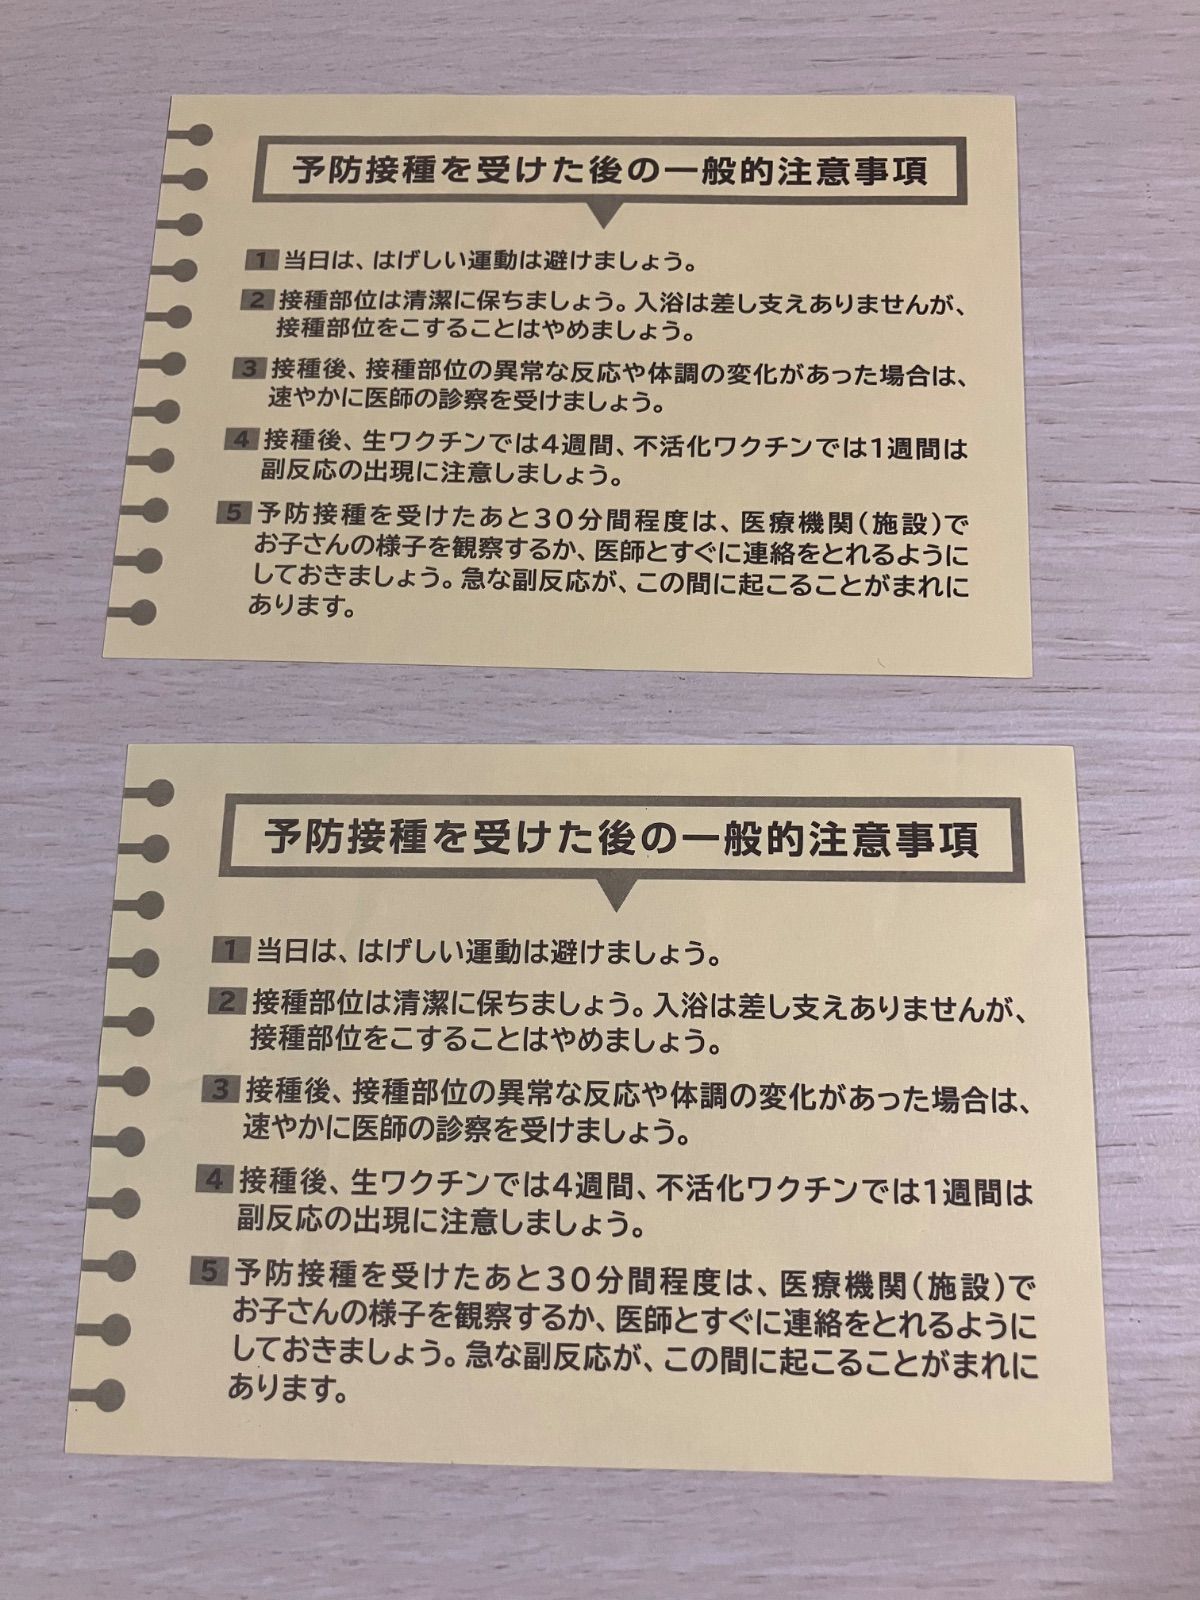 予防接種を受けた後の一般的注意事項
1 当日は、はげしい運動は避けましょう。
2 接種部位は清潔に保ちましょう。入浴は差し支えありませんが、
接種部位をこすることはやめましょう。
3 接種後、接種部位の異常な反応や体調の変化があった場合は、
速やかに医師の診察を受けましょう。
4 接種後、生ワクチンでは4週間、不活化ワクチンでは1週間は
副反応の出現に注意しましょう。
5 予防接種を受けたあと30分間程度は、医療機関(施設)で
お子さんの様子を観察するか、医師とすぐに連絡をとれるように
しておきましょう。急な副反応が、この間に起こることがまれに
あります。
予防接種を受けた後の一般的注意事項
1 当日は、はげしい運動は避けましょう。
2 接種部位は清潔に保ちましょう。入浴は差し支えありませんが、
接種部位をこすることはやめましょう。
3 接種後、接種部位の異常な反応や体調の変化があった場合は、
速やかに医師の診察を受けましょう。
4 接種後、生ワクチンでは4週間、不活化ワクチンでは1週間は
副反応の出現に注意しましょう。
5 予防接種を受けたあと30分間程度は、医療機関(施設)で
お子さんの様子を観察するか、医師とすぐに連絡をとれるように
しておきましょう。急な副反応が、この間に起こることがまれに
あります。